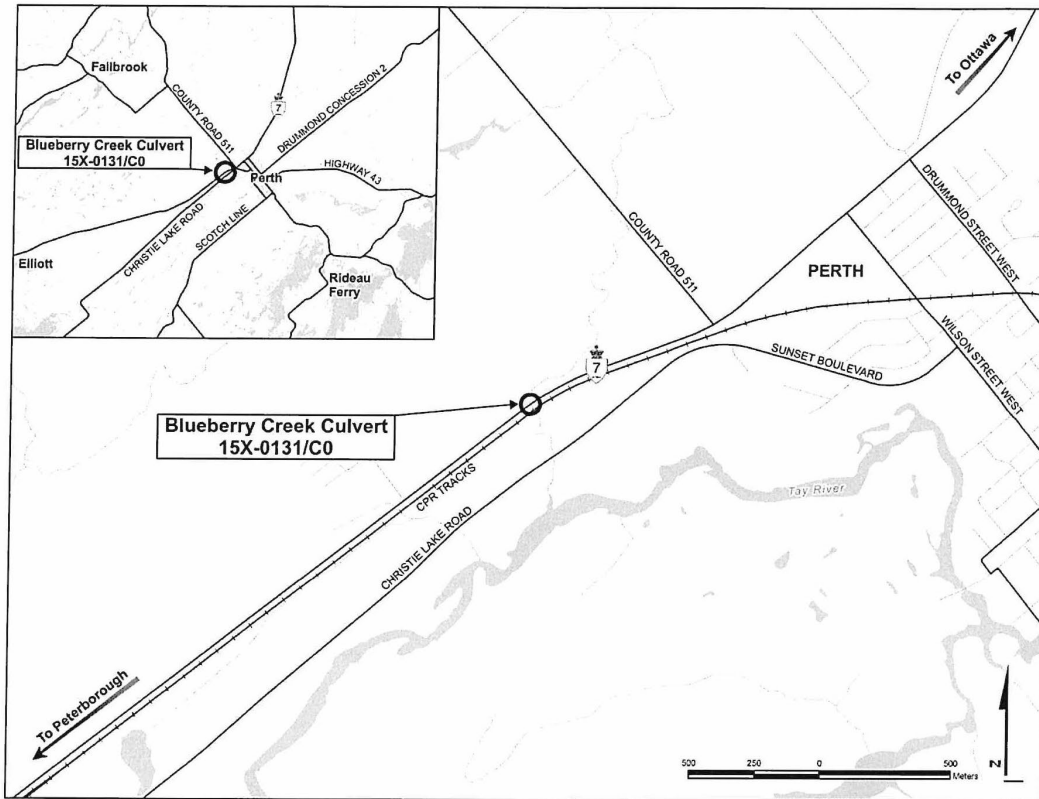 Fallbrook
COUNTY ROAD 511
7
DRUMMOND CONCESSION 2
Blueberry Creek Culvert
15X-0131/C0
Perth
HIGHWAY 43
CHRISTIE LAKE ROAD
SCOTCH LINE
Elliott
Rideau
Ferry
To Ottawa
COUNTY ROAD 511
DRUMMOND STREET WEST
PERTH
WILSON STREET WEST
7
SUNSET BOULEVARD
Blueberry Creek Culvert
15X-0131/C0
CPR TRACKS
CHRISTIE LAKE ROAD
Tay River
To Peterborough
N
500 250 0 500
Meters